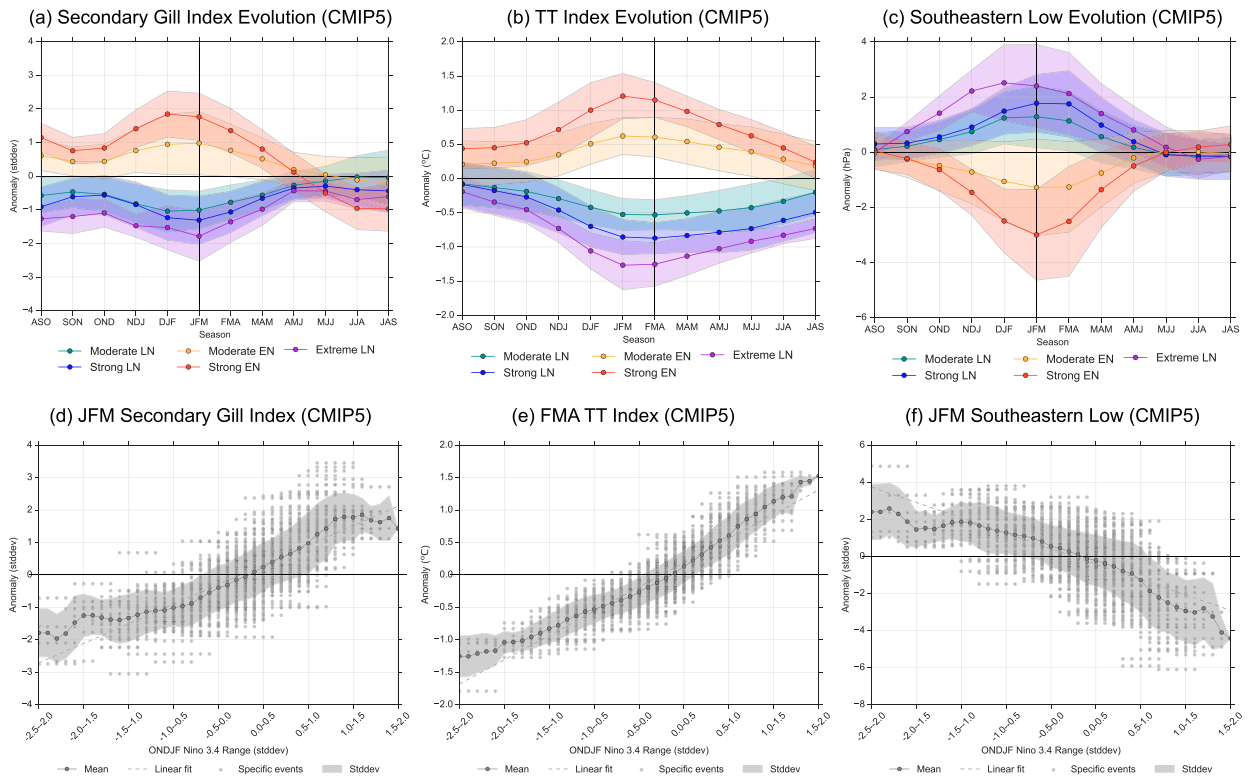 (a) Secondary Gill Index Evolution (CMIP5)
4
3
2
1
0
−1
−2
−3
−4
Anomaly (stddev)
ASO SON OND NDJ DJF JFM FMA MAM AMJ MJJ JJA JAS
Season
Moderate LN Moderate EN Extreme LN
Strong LN Strong EN
(b) TT Index Evolution (CMIP5)
2.0
1.5
1.0
0.5
0.0
−0.5
−1.0
−1.5
−2.0
Anomaly (°C)
ASO SON OND NDJ DJF JFM FMA MAM AMJ MJJ JJA JAS
Season
Moderate LN Moderate EN Extreme LN
Strong LN Strong EN
(c) Southeastern Low Evolution (CMIP5)
4
2
0
−2
−4
−6
Anomaly (hPa)
ASO SON OND NDJ DJF JFM FMA MAM AMJ MJJ JJA JAS
Season
Moderate LN Moderate EN Extreme LN
Strong LN Strong EN
(d) JFM Secondary Gill Index (CMIP5)
4
3
2
1
0
−1
−2
−3
−4
Anomaly (stddev)
-2.5-2.0 -2.0-1.5 -1.5-1.0 -1.0-0.5 -0.5-0.0 0.0-0.5 0.5-1.0 1.0-1.5 1.5-2.0
ONDJF Nino 3.4 Range (stddev)
Mean Linear fit Specific events Stddev
(e) FMA TT Index (CMIP5)
2.0
1.5
1.0
0.5
0.0
−0.5
−1.0
−1.5
−2.0
Anomaly (°C)
-2.5-2.0 -2.0-1.5 -1.5-1.0 -1.0-0.5 -0.5-0.0 0.0-0.5 0.5-1.0 1.0-1.5 1.5-2.0
ONDJF Nino 3.4 Range (stddev)
Mean Linear fit Specific events Stddev
(f) JFM Southeastern Low (CMIP5)
6
4
2
0
−2
−4
−6
−8
Anomaly (stddev)
-2.5-2.0 -2.0-1.5 -1.5-1.0 -1.0-0.5 -0.5-0.0 0.0-0.5 0.5-1.0 1.0-1.5 1.5-2.0
ONDJF Nino 3.4 Range (stddev)
Mean Linear fit Specific events Stddev